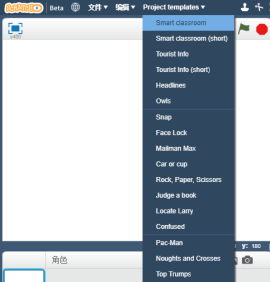 SCRATCH Beta 文件 编辑 Project templates
v460
Smart classroom
Smart classroom (short)
Tourist Info
Tourist Info (short)
Headlines
Owls
Snap
Face Lock
Mailman Max
Car or cup
Rock, Paper, Scissors
Judge a book
Locate Larry
Confused
y: 180
Pac-Man
角色
Noughts and Crosses
Top Trumps